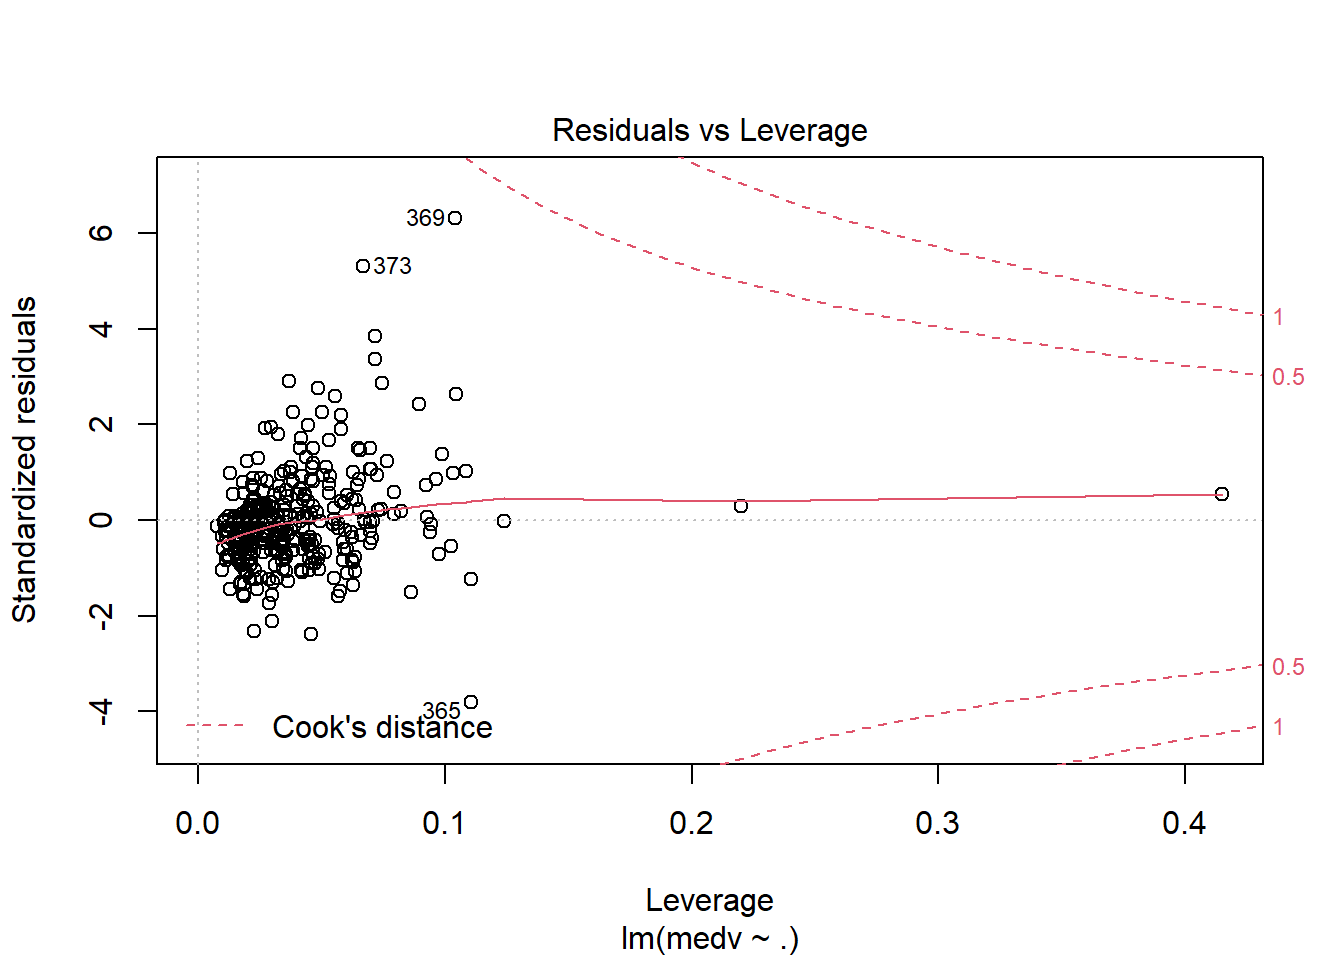 Residuals vs Leverage
Standardized residuals
6
4
2
0
-2
-4
369
373
365
1
0.5
0.5
1
Cook's distance
0.0 0.1 0.2 0.3 0.4
Leverage
lm(medv ~ .)